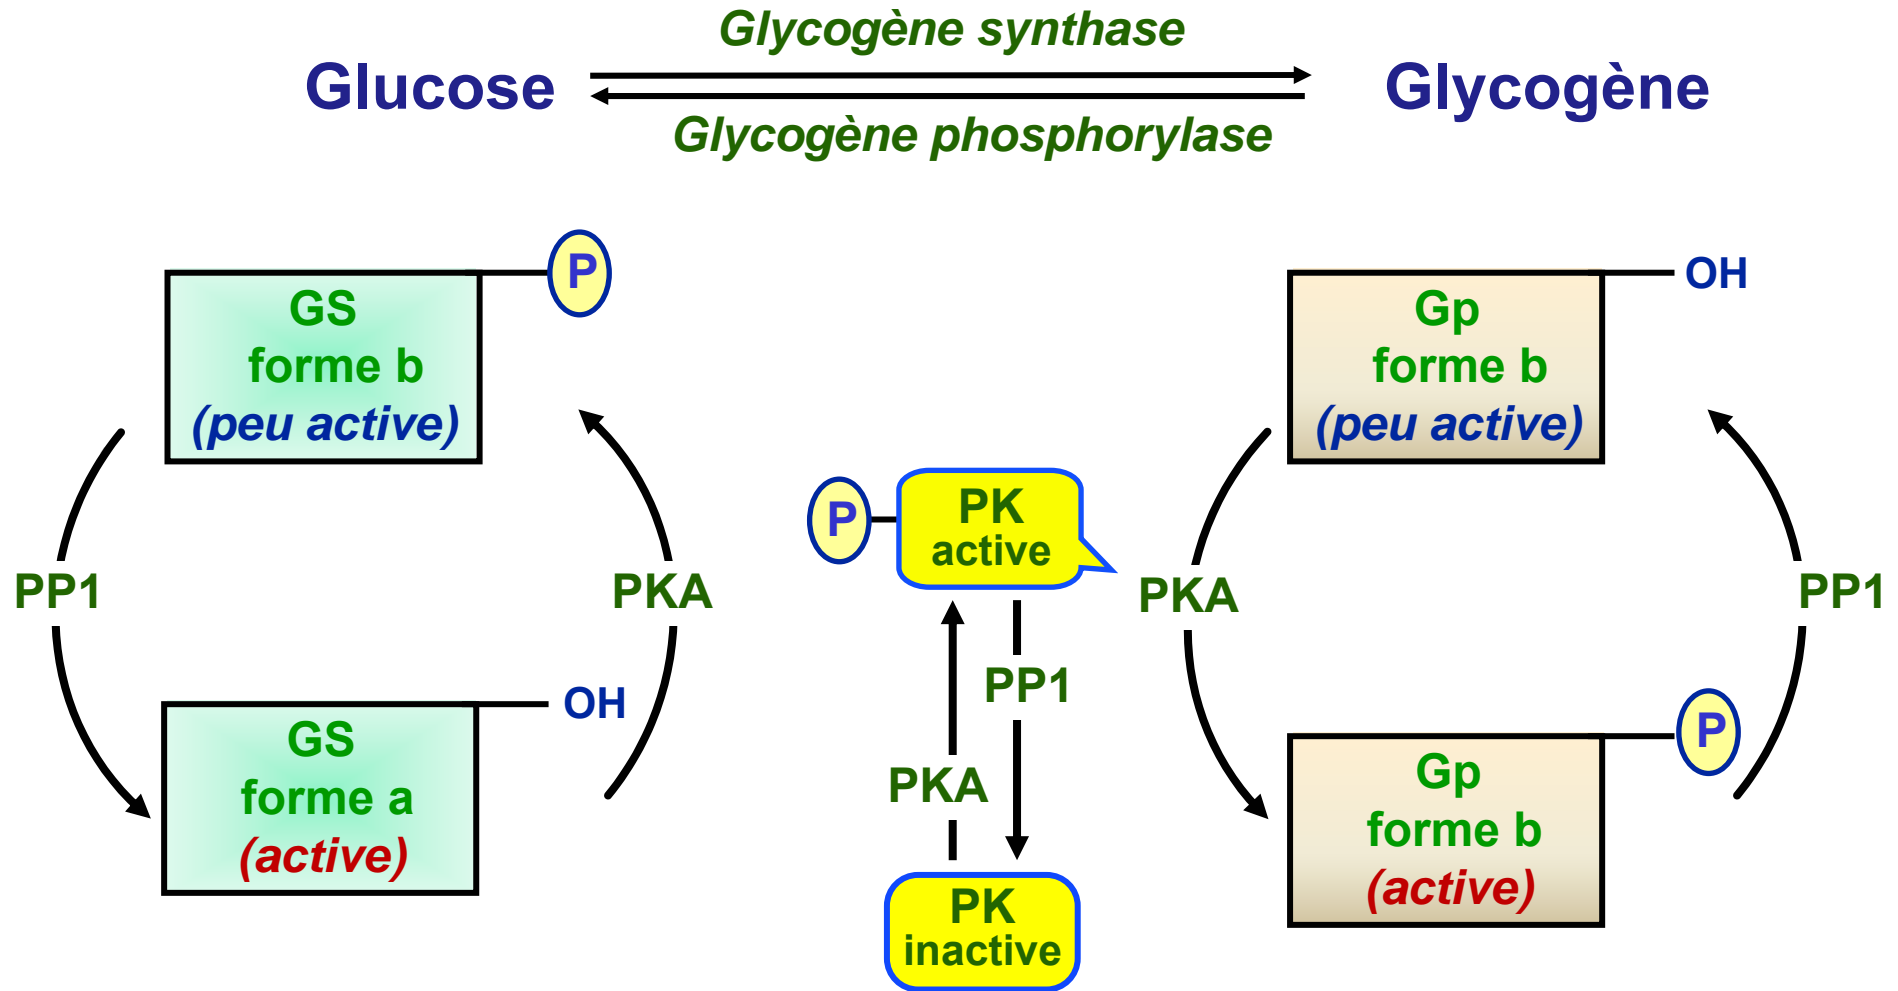 Glycogène synthase
Glucose
Glycogène
Glycogène phosphorylase
P
GS
forme b
(peu active)
PP1
PKA
OH
GS
forme a
(active)
P
PK
active
PP1
PKA
PK
inactive
OH
Gp
forme b
(peu active)
PKA
PP1
P
Gp
forme b
(active)